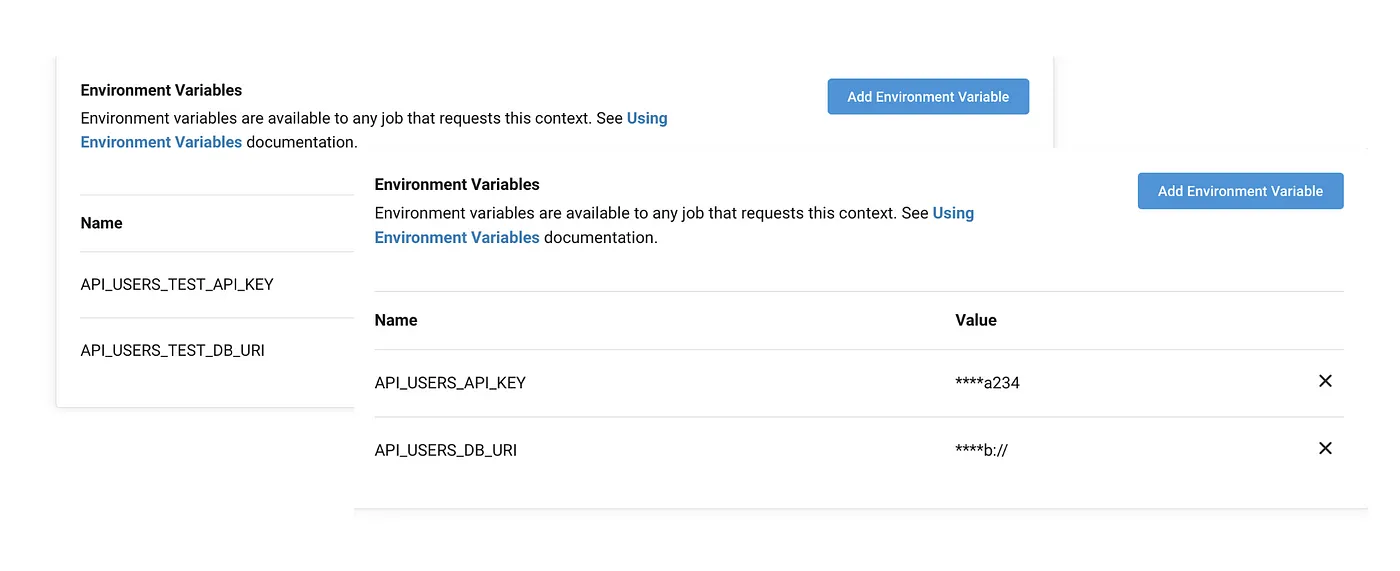 Environment Variables
Add Environment Variable
Environment variables are available to any job that requests this context. See Using
Environment Variables documentation.
Name
API_USERS_TEST_API_KEY
API_USERS_TEST_DB_URI
Environment Variables
Add Environment Variable
Environment variables are available to any job that requests this context. See Using
Environment Variables documentation.
Name Value
API_USERS_API_KEY ****a234 ✕
API_USERS_DB_URI ****b:// ✕